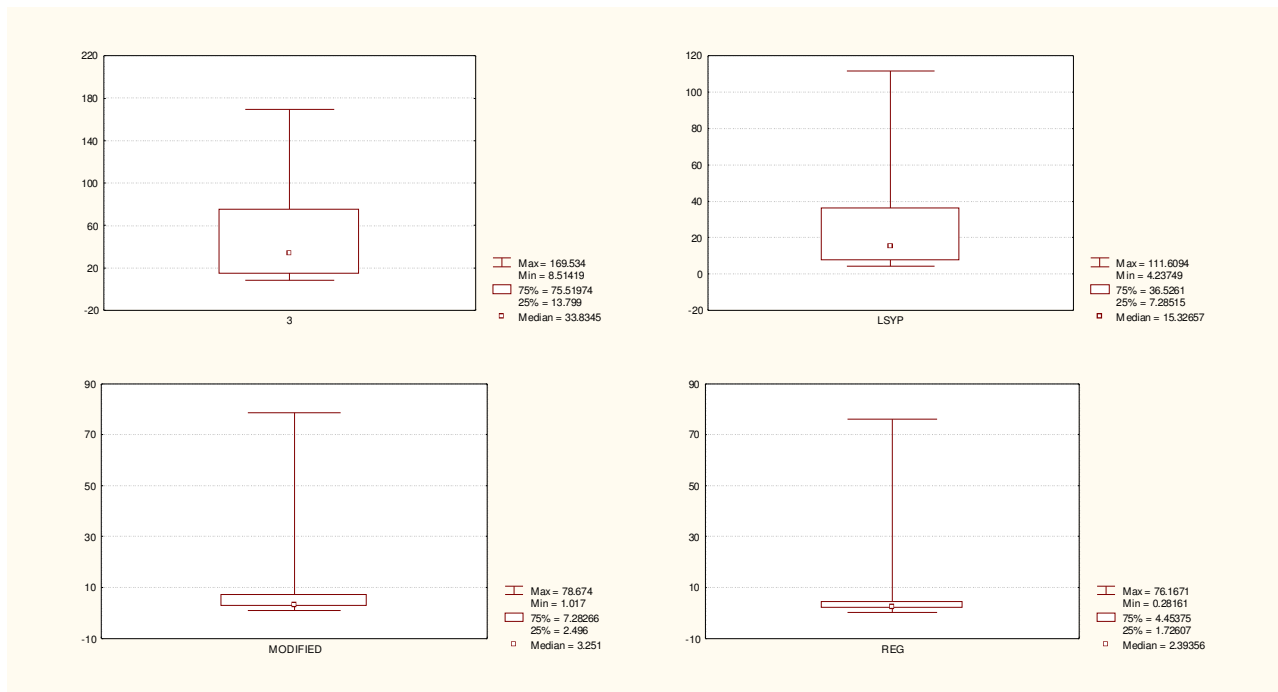 220
180
140
100
60
20
-20
3
Max = 169.534
Min = 8.51419
75% = 75.51974
25% = 13.799
Median = 33.8345
120
100
80
60
40
20
0
-20
LSYP
Max = 111.6094
Min = 4.23749
75% = 36.5261
25% = 7.28515
Median = 15.32657
90
70
50
30
10
-10
MODIFIED
Max = 78.674
Min = 1.017
75% = 7.28266
25% = 2.496
Median = 3.251
90
70
50
30
10
-10
REG
Max = 76.1671
Min = 0.28161
75% = 4.45375
25% = 1.72607
Median = 2.39356